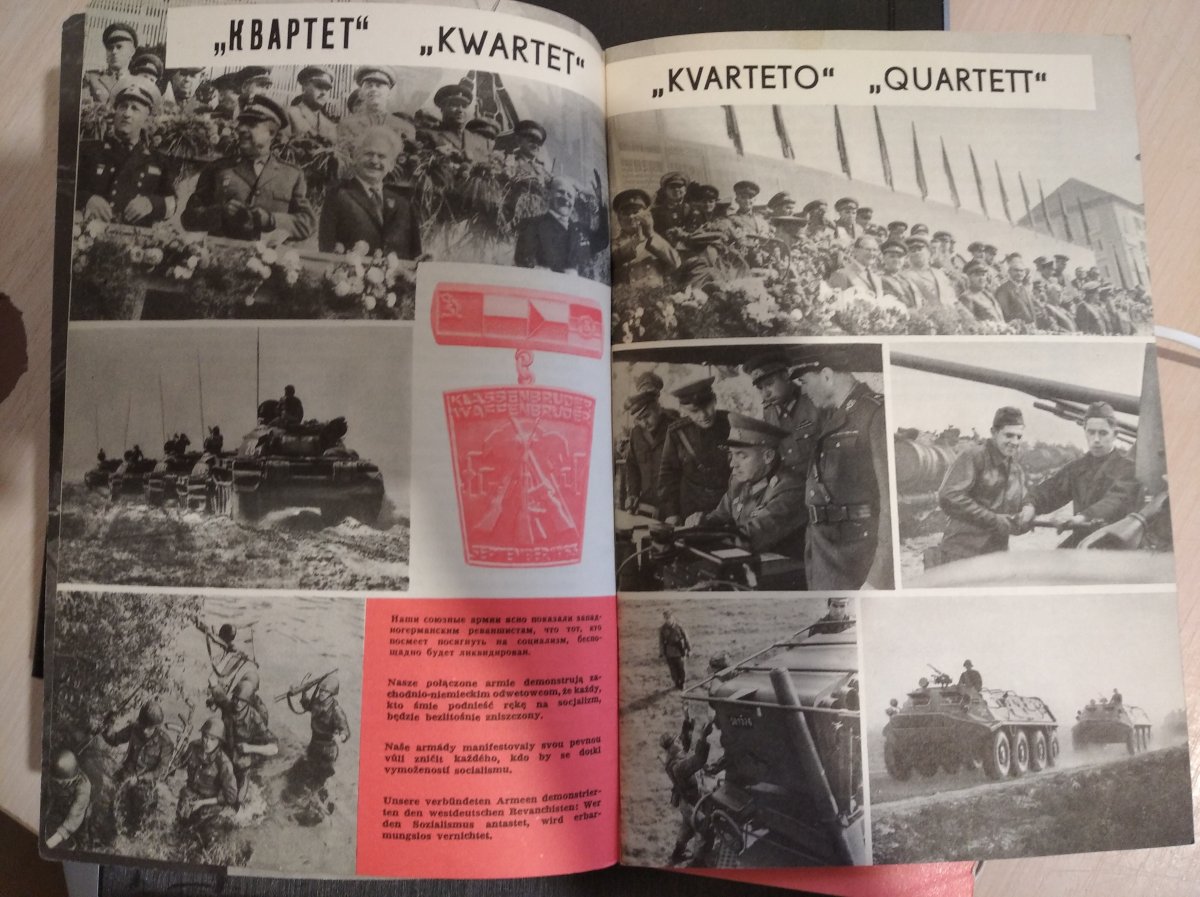 „КВАРТЕТ“ „KWARTET“
„KVARTETO“ „QUARTETT“
KLASSENBRUDER
WAFFENBRUDER
SEPTEMBER 1963
Наши союзные армии ясно показали запад-
ногерманским реваншистам, что тот, кто
посмеет посягнуть на социализм, беспо-
щадно будет ликвидирован.
Nasze połączone armie demonstrują za-
chodnio-niemieckim odwetowcom, że każdy,
kto śmie podnieść rękę na socjalizm,
będzie bezlitośnie zniszczony.
Naše armády manifestovaly svou pevnou
vůli zničit každého, kdo by se dotkl
vymožeností socialismu.
Unsere verbündeten Armeen demonstrier-
ten den westdeutschen Revanchisten: Wer
den Sozialismus antastet, wird erbar-
mungslos vernichtet.